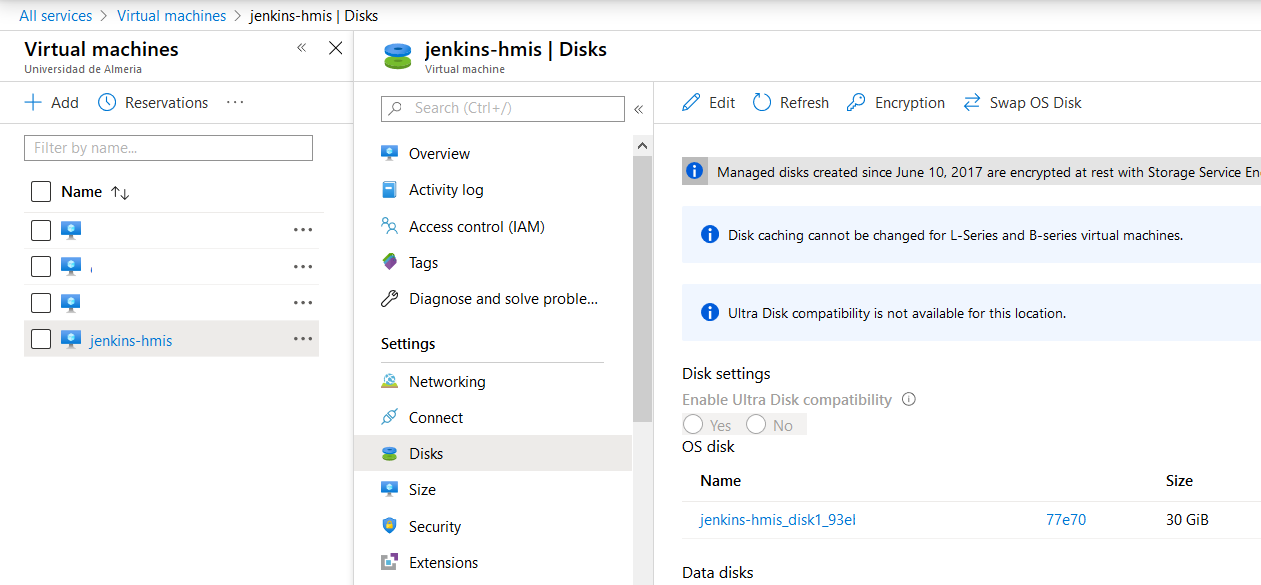 All services > Virtual machines > jenkins-hmis | Disks
Virtual machines
Universidad de Almeria
Add
Reservations
Filter by name...
Name
jenkins-hmis
jenkins-hmis | Disks
Virtual machine
Search (Ctrl+/)
Overview
Activity log
Access control (IAM)
Tags
Diagnose and solve proble...
Settings
Networking
Connect
Disks
Size
Security
Extensions
Edit
Refresh
Encryption
Swap OS Disk
Managed disks created since June 10, 2017 are encrypted at rest with Storage Service En
Disk caching cannot be changed for L-Series and B-series virtual machines.
Ultra Disk compatibility is not available for this location.
Disk settings
Enable Ultra Disk compatibility
Yes No
OS disk
Name Size
jenkins-hmis_disk1_93el 77e70 30 GiB
Data disks